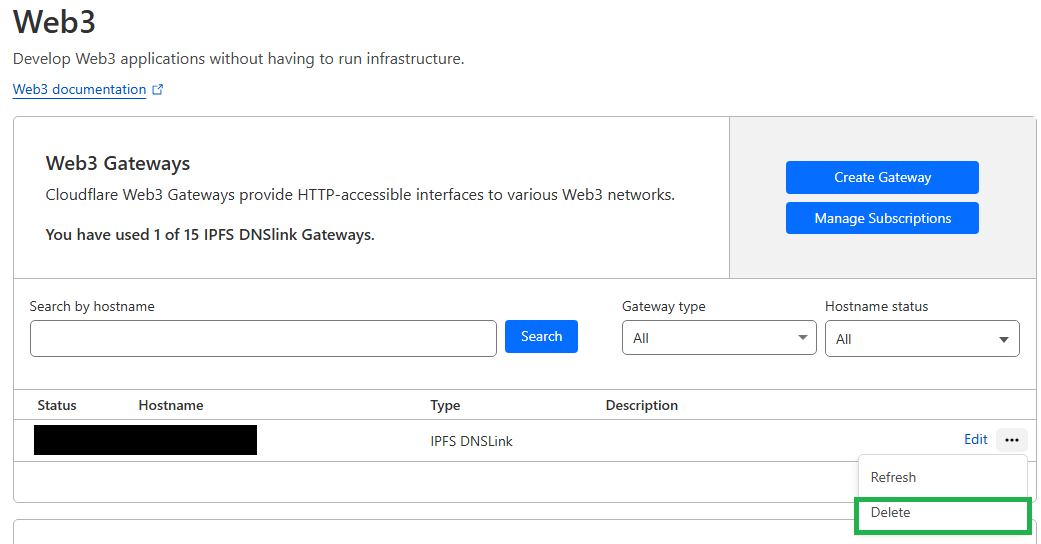 Web3
Develop Web3 applications without having to run infrastructure.
Web3 documentation
Web3 Gateways
Cloudflare Web3 Gateways provide HTTP-accessible interfaces to various Web3 networks.
You have used 1 of 15 IPFS DNSlink Gateways.
Create Gateway
Manage Subscriptions
Search by hostname
Search
Gateway type
All
Hostname status
All
Status Hostname Type Description
IPFS DNSLink Edit ...
Refresh
Delete